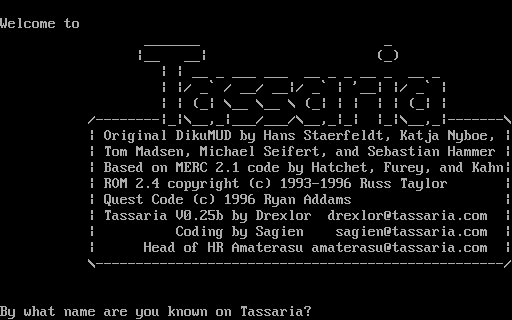 Welcome to
Tassaria
Original DikuMUD by Hans Staerfeldt, Katja Nyboe,
Tom Madsen, Michael Seifert, and Sebastian Hammer
Based on MERC 2.1 code by Hatchet, Furey, and Kahn
ROM 2.4 copyright (c) 1993-1996 Russ Taylor
Quest Code (c) 1996 Ryan Addams
Tassaria V0.25b by Drexlor drexlor@tassaria.com
Coding by Sagien sagien@tassaria.com
Head of HR Amaterasu amaterasu@tassaria.com
By what name are you known on Tassaria?